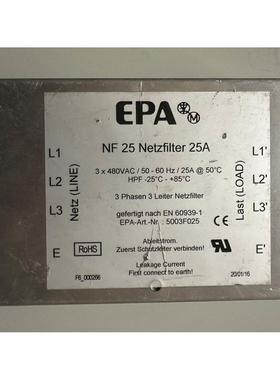 EPA
NF 25 Netzfilter 25A
3 x 480VAC / 50 - 60 Hz / 25A @ 50°C
HPF -25°C - +85°C
3 Phasen 3 Leiter Netzfilter
gefertigt nach EN 60939-1
EPA-Art.-Nr.: 5003F025
Netz (LINE)
L1
L2
L3
E
Last (LOAD)
L1'
L2'
L3'
E'
RoHS
CE
Ableitstrom.
Zuerst Schutzleiter verbinden!
Leakage Current
First connect to earth!
F6_000266
20/01/16